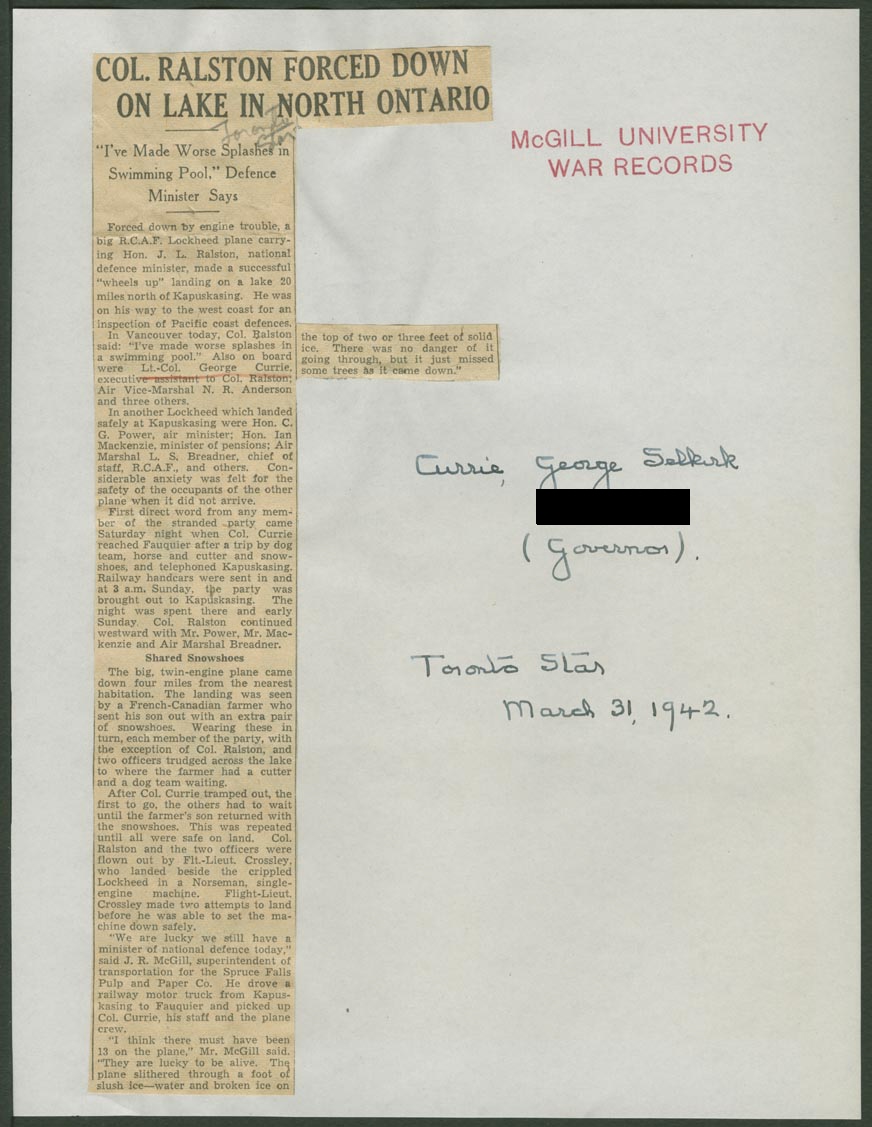 COL. RALSTON FORCED DOWN
ON LAKE IN NORTH ONTARIO
Toronto
Star
"I've Made Worse Splashes in
Swimming Pool," Defence
Minister Says
Forced down by engine trouble, a
big R.C.A.F. Lockheed plane carry-
ing Hon. J. L. Ralston, national
defence minister, made a successful
"wheels up" landing on a lake 20
miles north of Kapuskasing. He was
on his way to the west coast for an
inspection of Pacific coast defences.
In Vancouver today, Col. Ralston
said: "I've made worse splashes in
a swimming pool." Also on board
were Lt.-Col. George Currie,
executive assistant to Col. Ralston;
Air Vice-Marshal N. R. Anderson
and three others.
In another Lockheed which landed
safely at Kapuskasing were Hon. C.
G. Power, air minister; Hon. Ian
Mackenzie, minister of pensions; Air
Marshal L. S. Breadner, chief of
staff, R.C.A.F., and others. Con-
siderable anxiety was felt for the
safety of the occupants of the other
plane when it did not arrive.
First direct word from any mem-
ber of the stranded party came
Saturday night when Col. Currie
reached Fauquier after a trip by dog
team, horse and cutter and snow-
shoes, and telephoned Kapuskasing.
Railway handcars were sent in and
at 3 a.m. Sunday, the party was
brought out to Kapuskasing. The
night was spent there and early
Sunday Col. Ralston continued
westward with Mr. Power, Mr. Mac-
kenzie and Air Marshal Breadner.
Shared Snowshoes
The big, twin-engine plane came
down four miles from the nearest
habitation. The landing was seen
by a French-Canadian farmer who
sent his son out with an extra pair
of snowshoes. Wearing these in
turn, each member of the party, with
the exception of Col. Ralston, and
two officers trudged across the lake
to where the farmer had a cutter
and a dog team waiting.
After Col. Currie tramped out, the
first to go, the others had to wait
until the farmer's son returned with
the snowshoes. This was repeated
until all were safe on land. Col.
Ralston and the two officers were
flown out by Flt.-Lieut. Crossley,
who landed beside the crippled
Lockheed in a Norseman, single-
engine machine. Flight-Lieut.
Crossley made two attempts to land
before he was able to set the ma-
chine down safely.
"We are lucky we still have a
minister of national defence today,"
said J. R. McGill, superintendent of
transportation for the Spruce Falls
Pulp and Paper Co. He drove a
railway motor truck from Kapus-
kasing to Fauquier and picked up
Col. Currie, his staff and the plane
crew.
"I think there must have been
13 on the plane," Mr. McGill said.
"They are lucky to be alive. The
plane slithered through a foot of
slush ice—water and broken ice on
the top of two or three feet of solid
ice. There was no danger of it
going through, but it just missed
some trees as it came down."
McGILL UNIVERSITY
WAR RECORDS
Currie, George Selkirk
(Governor).
Toronto Star
March 31, 1942.